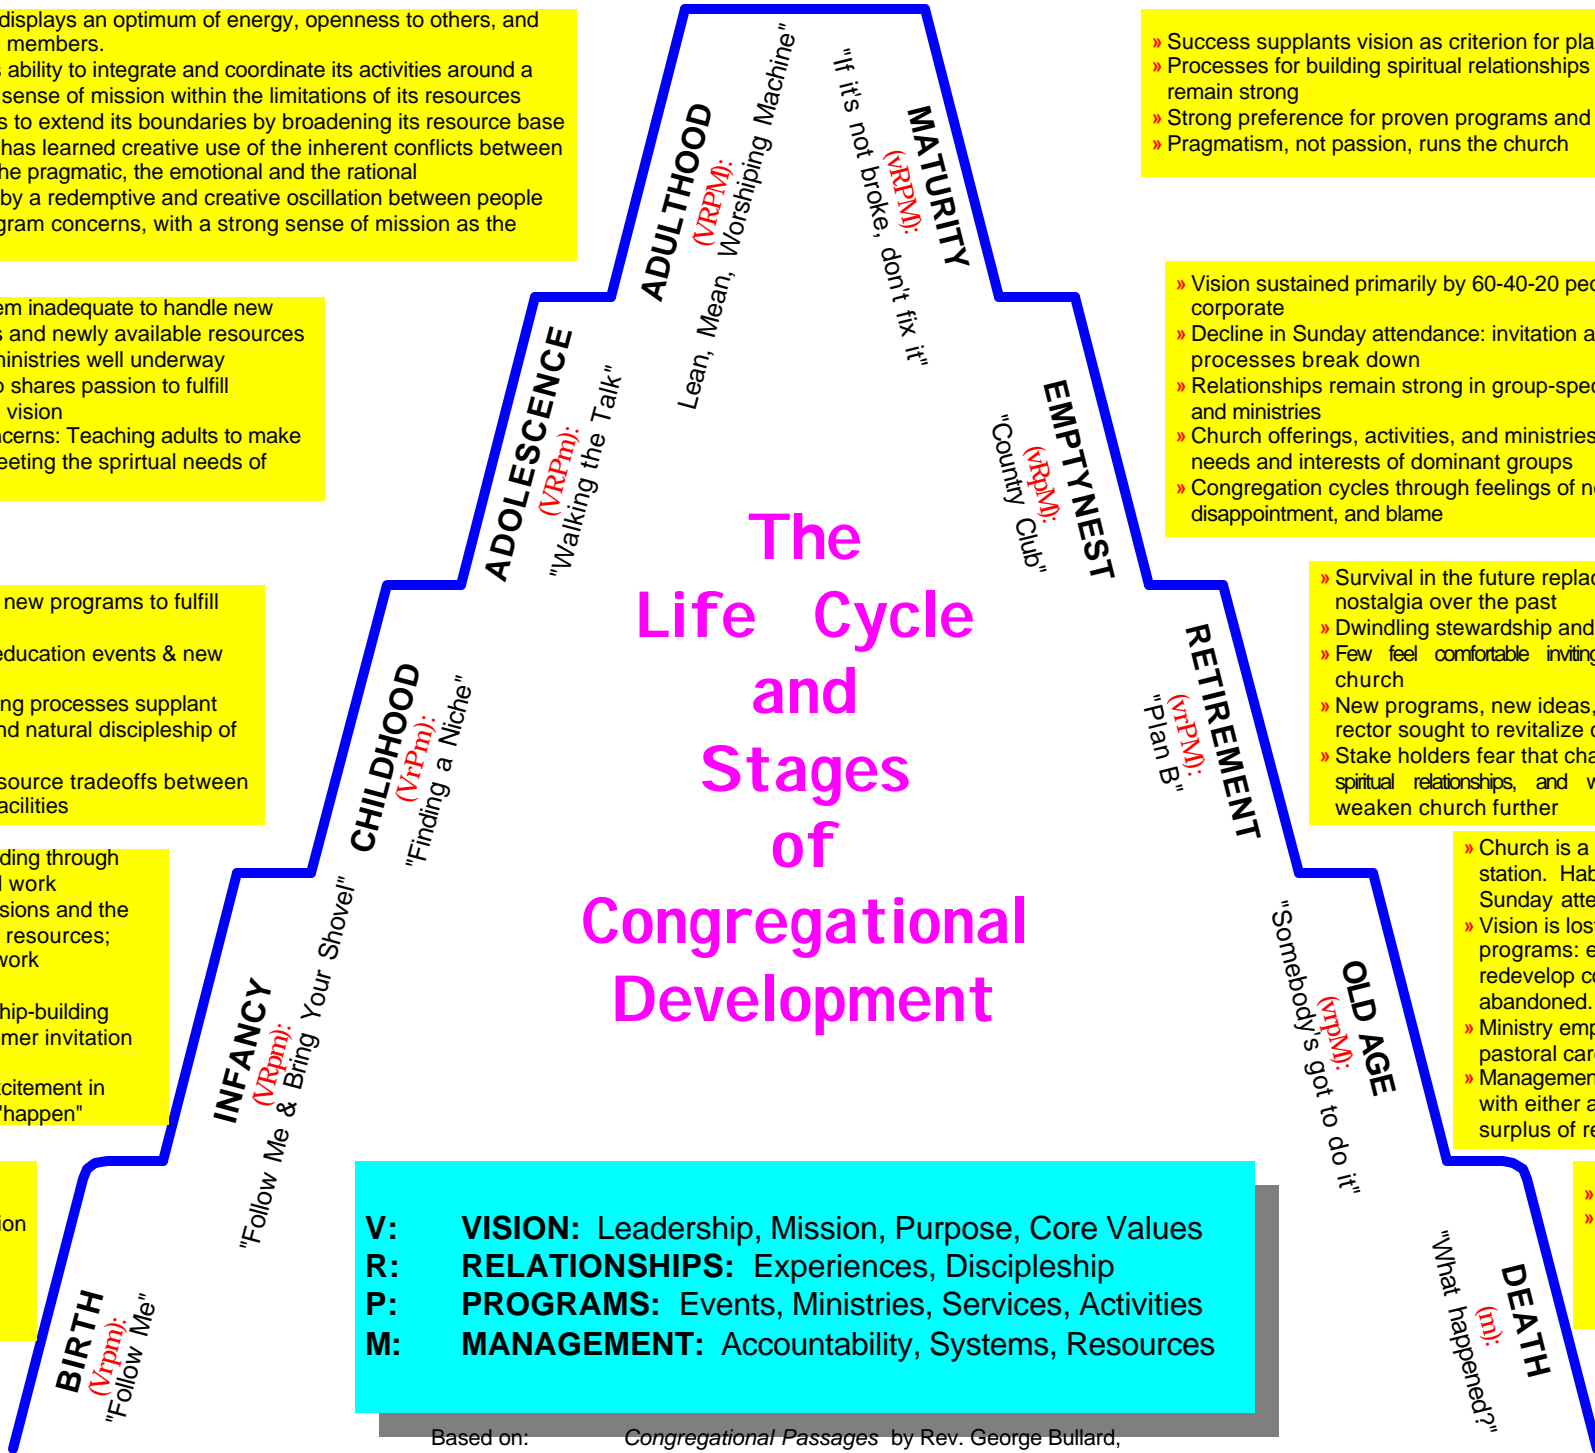 displays an optimum of energy, openness to others, and
members.
ability to integrate and coordinate its activities around a
sense of mission within the limitations of its resources
s to extend its boundaries by broadening its resource base
has learned creative use of the inherent conflicts between
he pragmatic, the emotional and the rational
by a redemptive and creative oscillation between people
gram concerns, with a strong sense of mission as the
em inadequate to handle new
s and newly available resources
ministries well underway
o shares passion to fulfill
vision
ncerns: Teaching adults to make
eeting the sprirtual needs of
new programs to fulfill
education events & new
ng processes supplant
nd natural discipleship of
source tradeoffs between
acilities
ding through
d work
sions and the
resources;
work
hip-building
mer invitation
xcitement in
"happen"
ion
» Success supplants vision as criterion for pla
» Processes for building spiritual relationships
remain strong
» Strong preference for proven programs and
» Pragmatism, not passion, runs the church
» Vision sustained primarily by 60-40-20 peo
corporate
» Decline in Sunday attendance: invitation a
processes break down
» Relationships remain strong in group-spec
and ministries
» Church offerings, activities, and ministries
needs and interests of dominant groups
» Congregation cycles through feelings of n
disappointment, and blame
» Survival in the future replac
nostalgia over the past
» Dwindling stewardship and
» Few feel comfortable inviting
church
» New programs, new ideas,
rector sought to revitalize c
» Stake holders fear that cha
spiritual relationships, and w
weaken church further
» Church is a
station. Hab
Sunday atte
» Vision is lost
programs: e
redevelop co
abandoned.
» Ministry emp
pastoral car
» Managemen
with either a
surplus of re
»
»
BIRTH
(Vrpm):
"Follow Me"
INFANCY
(VRpm):
"Follow Me & Bring Your Shovel"
CHILDHOOD
(VrPm):
"Finding a Niche"
ADOLESCENCE
(VRPm):
"Walking the Talk"
ADULTHOOD
(VRPM):
Lean, Mean, Worshiping Machine"
MATURITY
(vRPM):
"If it's not broke, don't fix it"
EMPTYNEST
(vRpM):
"Country Club"
RETIREMENT
(vrPM):
"Plan B"
OLD AGE
(vrpM):
"Somebody's got to do it"
DEATH
(m):
"What happened?"
The
Life Cycle
and
Stages
of
Congregational
Development
V: VISION: Leadership, Mission, Purpose, Core Values
R: RELATIONSHIPS: Experiences, Discipleship
P: PROGRAMS: Events, Ministries, Services, Activities
M: MANAGEMENT: Accountability, Systems, Resources
Based on: Congregational Passages by Rev. George Bullard,